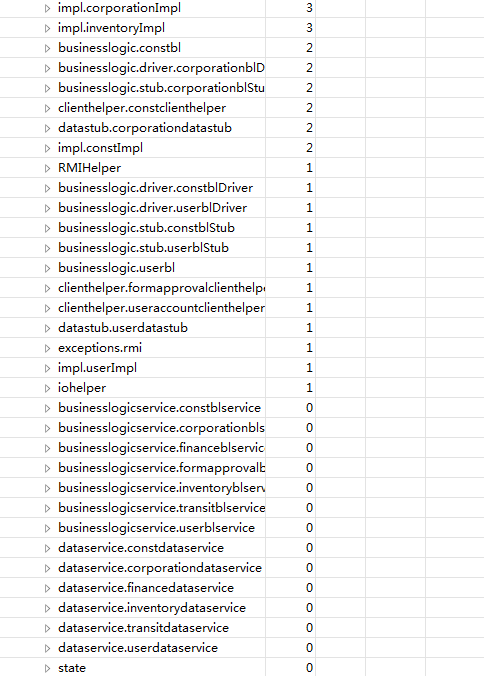 impl.corporationImpl 3
impl.inventoryImpl 3
businesslogic.constbl 2
businesslogic.driver.corporationblD 2
businesslogic.stub.corporationblStu 2
clienthelper.constclienthelper 2
datastub.corporationdatastub 2
impl.constImpl 2
RMIHelper 1
businesslogic.driver.constblDriver 1
businesslogic.driver.userblDriver 1
businesslogic.stub.constblStub 1
businesslogic.stub.userblStub 1
businesslogic.userbl 1
clienthelper.formapprovalclienthelpe 1
clienthelper.useraccountclienthelper 1
datastub.userdatastub 1
exceptions.rmi 1
impl.userImpl 1
iohelper 1
businesslogicservice.constblservice 0
businesslogicservice.corporationbls 0
businesslogicservice.financeblservic 0
businesslogicservice.formapprovalb 0
businesslogicservice.inventoryblserv 0
businesslogicservice.transitblservice 0
businesslogicservice.userblservice 0
dataservice.constdataservice 0
dataservice.corporationdataservice 0
dataservice.financedataservice 0
dataservice.inventorydataservice 0
dataservice.transitdataservice 0
dataservice.userdataservice 0
state 0